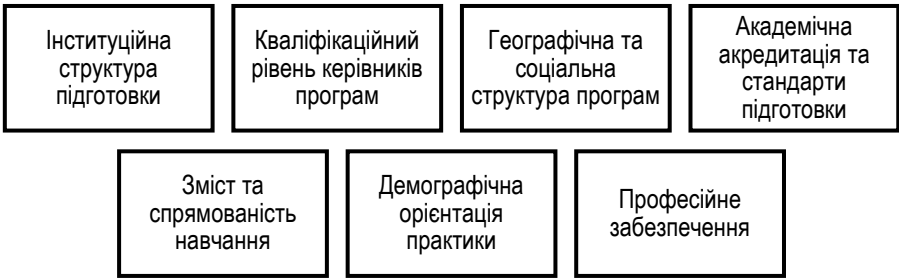 Інституційна
структура
підготовки
Кваліфікаційний
рівень керівників
програм
Географічна та
соціальна
структура програм
Академічна
акредитація та
стандарти
підготовки
Зміст та
спрямованість
навчання
Демографічна
орієнтація
практики
Професійне
забезпечення